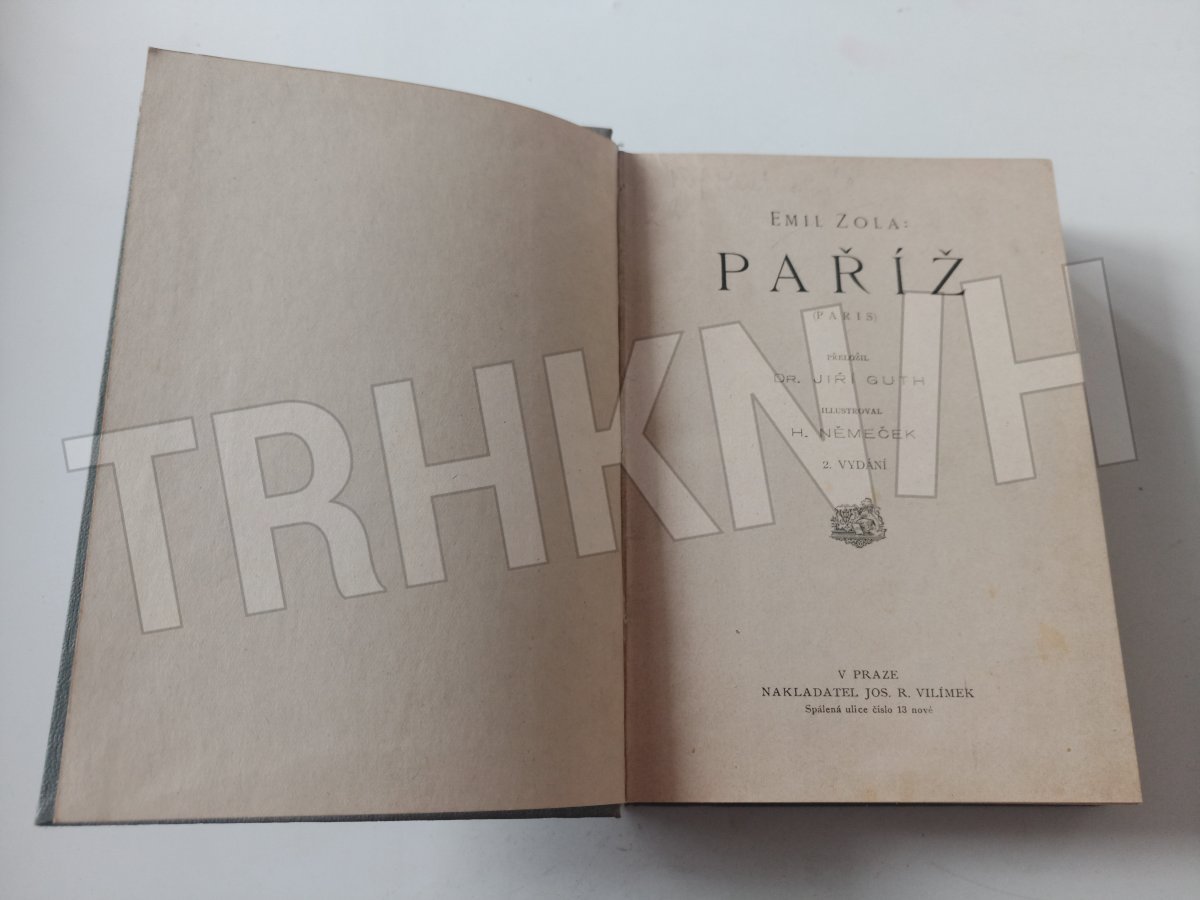 EMIL ZOLA:
PAŘÍŽ
(PARIS)
PŘELOŽIL
DR. JIŘÍ GUTH
ILLUSTROVAL
H. NĚMEČEK
2. VYDÁNÍ
TRHKNIH
V PRAZE
NAKLADATEL JOS. R. VILÍMEK
Spálená ulice číslo 13 nové